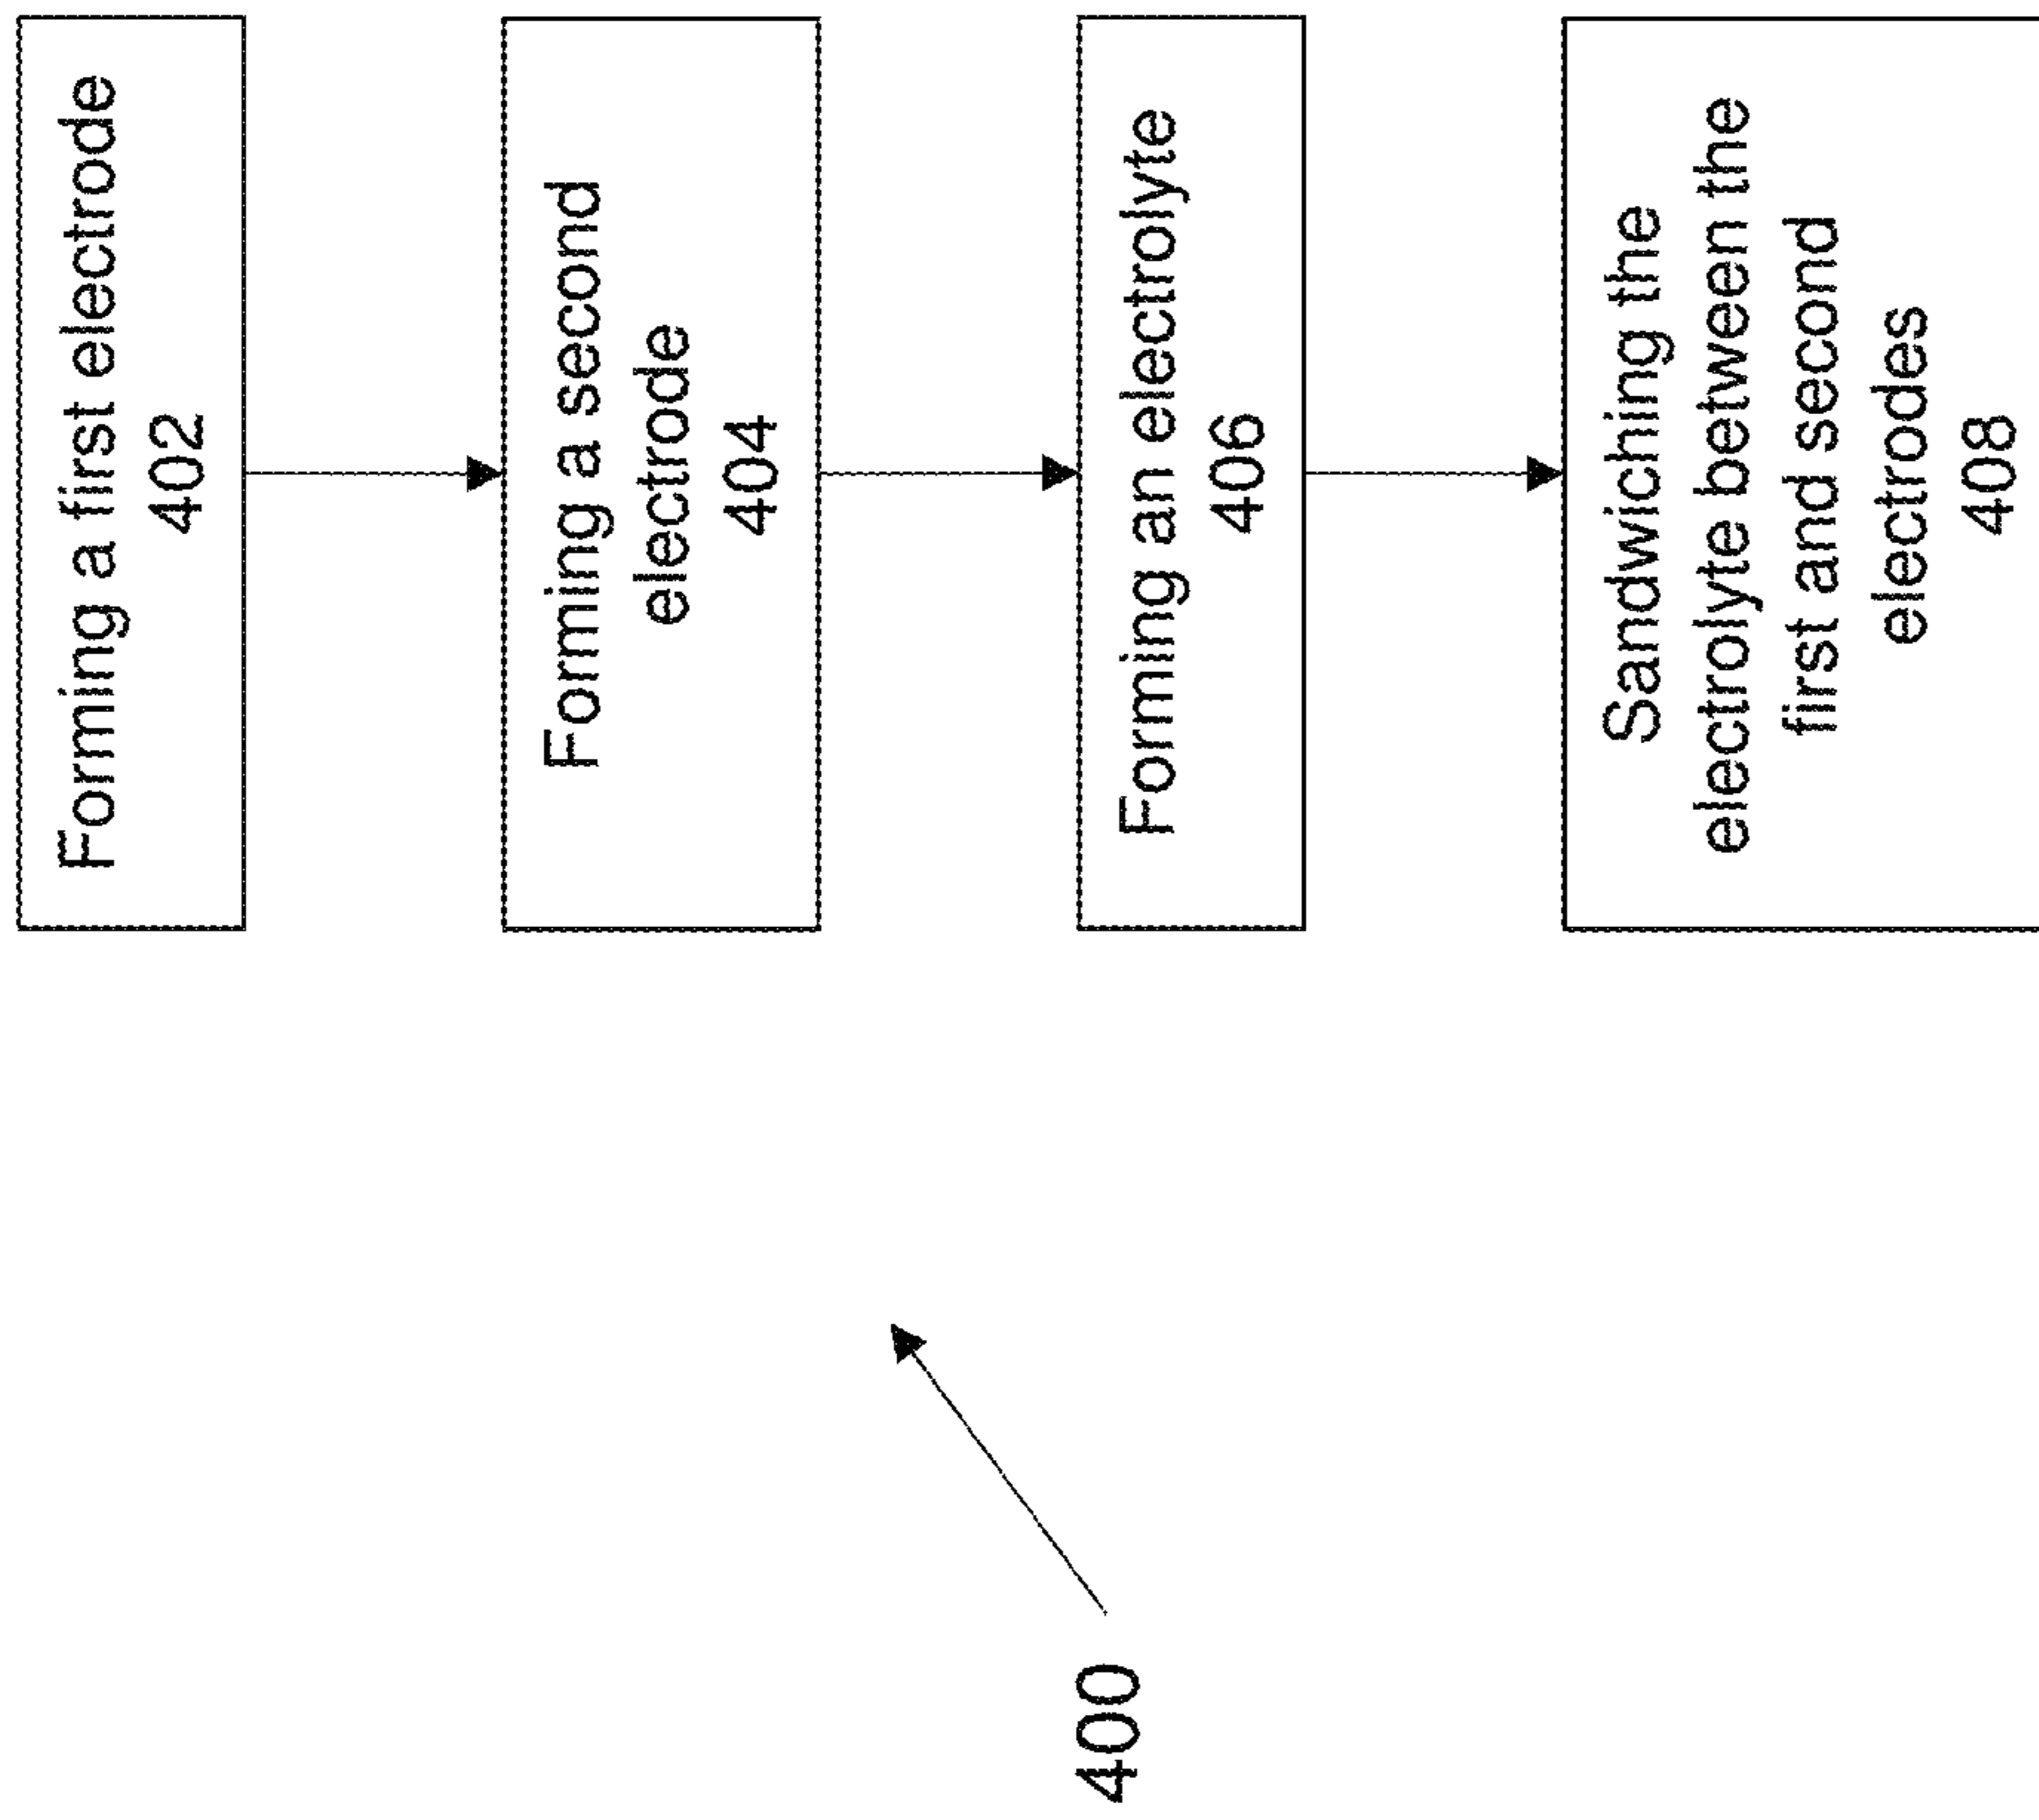 Forming a first electrode
402
Forming a second
electrode
404
Forming an electrolyte
406
Sandwiching the
electrolyte between the
first and second
electrodes
408
400